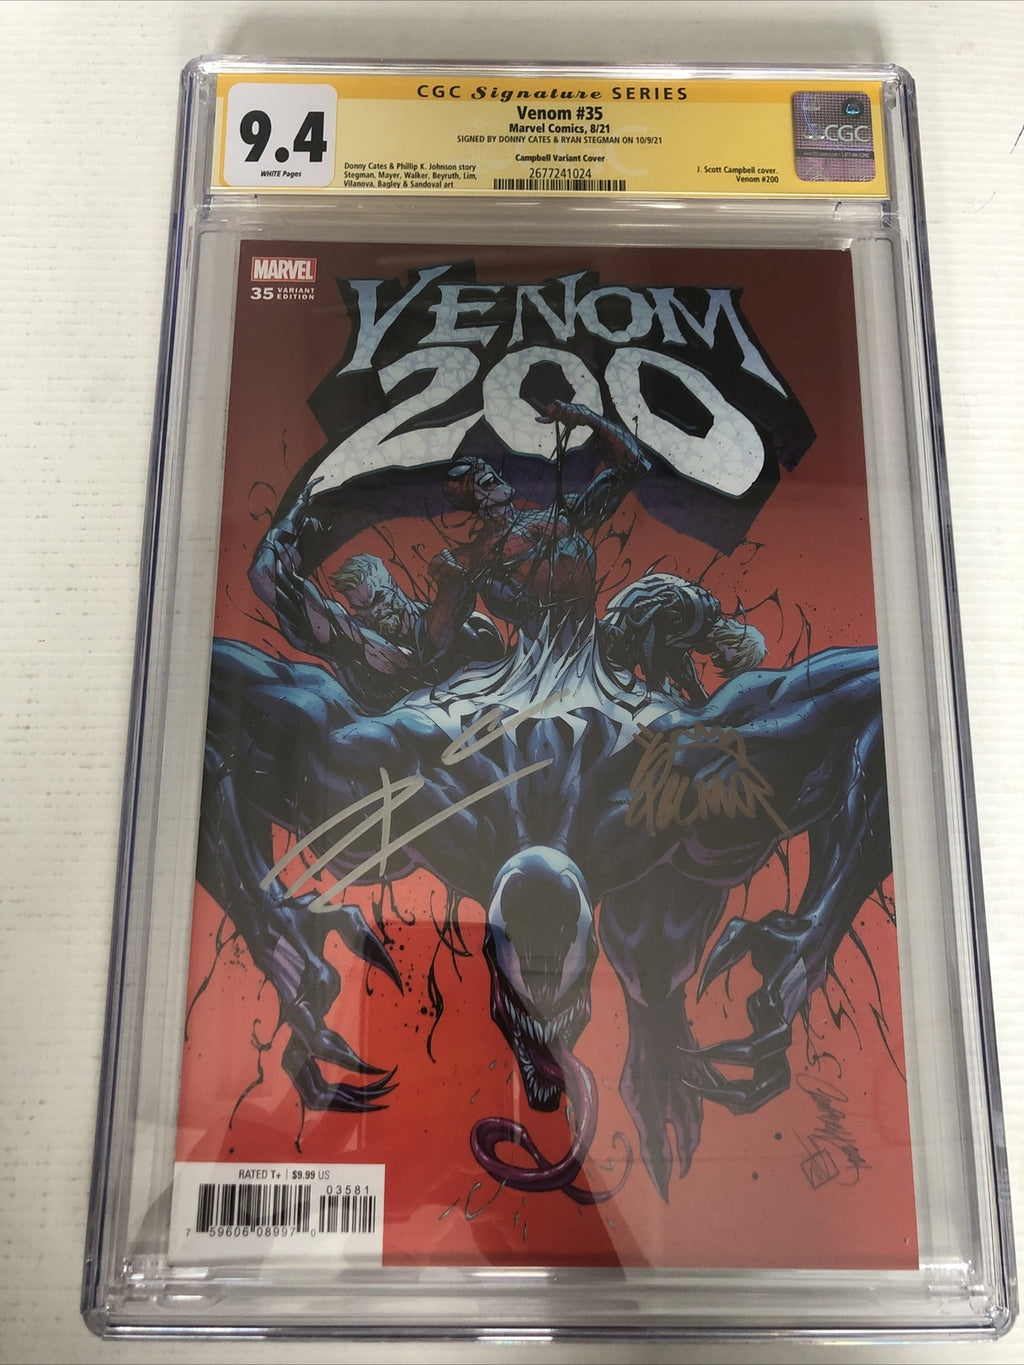 CGC Signature SERIES
9.4
WHITE Pages
Venom #35
Marvel Comics, 8/21
SIGNED BY DONNY CATES & RYAN STEGMAN ON 10/9/21
Campbell Variant Cover
2677241024
Donny Cates & Phillip K. Johnson story
Stegman, Mayer, Walker, Beyruth, Lim,
Vilanova, Bagley & Sandoval art
J. Scott Campbell cover.
Venom #200
CGC
MARVEL
35 VARIANT EDITION
VENOM
200
RATED T+ $9.99 US
03581
7 59606 08997 0